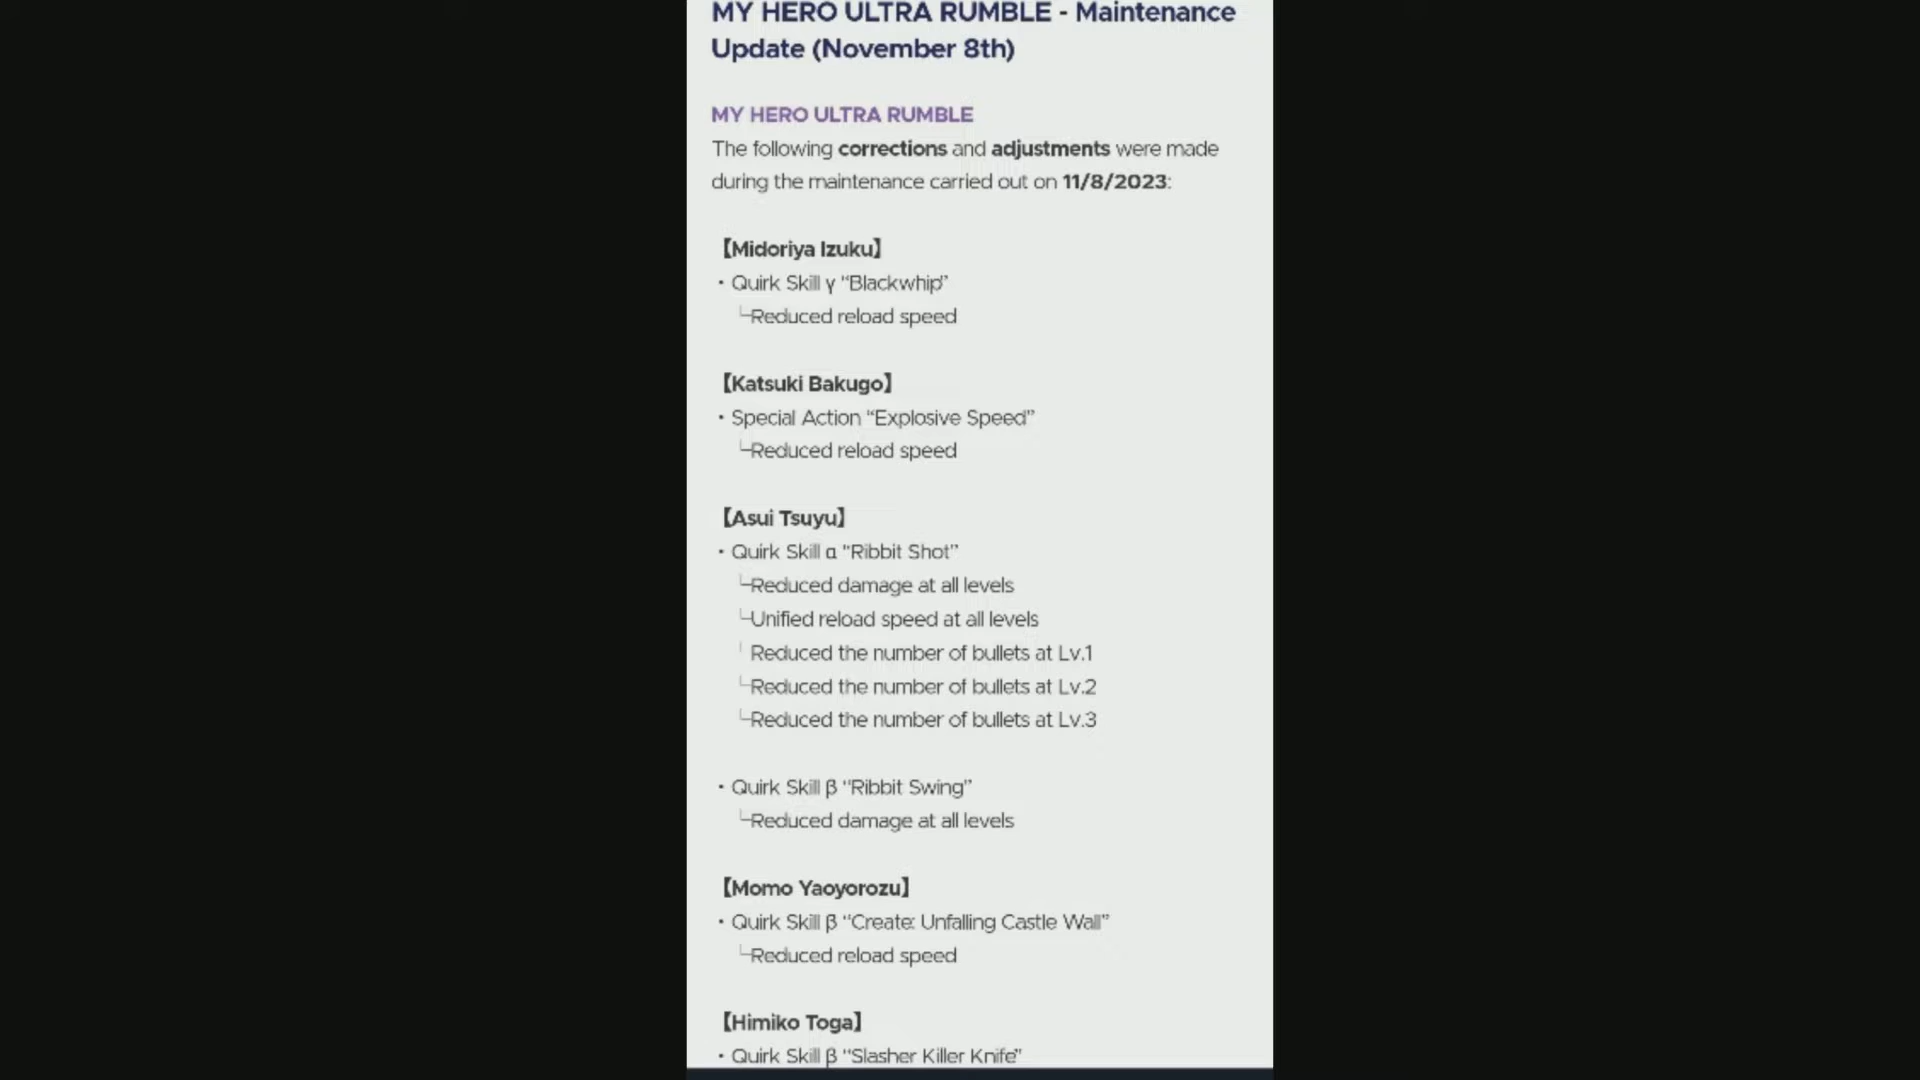 MY HERO ULTRA RUMBLE - Maintenance
Update (November 8th)
MY HERO ULTRA RUMBLE
The following corrections and adjustments were made
during the maintenance carried out on 11/8/2023:
【Midoriya Izuku】
・Quirk Skill γ “Blackwhip”
└Reduced reload speed
【Katsuki Bakugo】
・Special Action “Explosive Speed”
└Reduced reload speed
【Asui Tsuyu】
・Quirk Skill α “Ribbit Shot”
└Reduced damage at all levels
└Unified reload speed at all levels
└Reduced the number of bullets at Lv.1
└Reduced the number of bullets at Lv.2
└Reduced the number of bullets at Lv.3
・Quirk Skill β “Ribbit Swing”
└Reduced damage at all levels
【Momo Yaoyorozu】
・Quirk Skill β “Create: Unfalling Castle Wall”
└Reduced reload speed
【Himiko Toga】
・Quirk Skill β “Slasher Killer Knife”